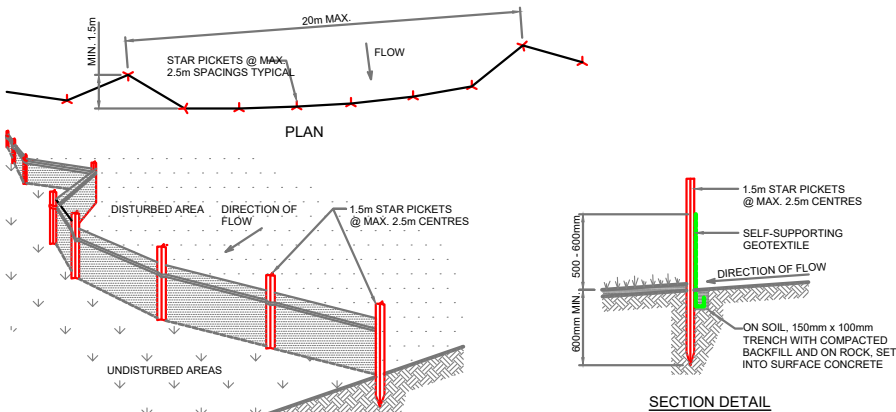 20m MAX.
MIN. 1.5m
STAR PICKETS @ MAX.
2.5m SPACINGS TYPICAL
FLOW
PLAN
DISTURBED AREA
DIRECTION OF
FLOW
1.5m STAR PICKETS
@ MAX. 2.5m CENTRES
UNDISTURBED AREAS
1.5m STAR PICKETS
@ MAX. 2.5m CENTRES
500 - 600mm
SELF-SUPPORTING
GEOTEXTILE
DIRECTION OF FLOW
600mm MIN.
ON SOIL, 150mm x 100mm
TRENCH WITH COMPACTED
BACKFILL AND ON ROCK, SET
INTO SURFACE CONCRETE
SECTION DETAIL